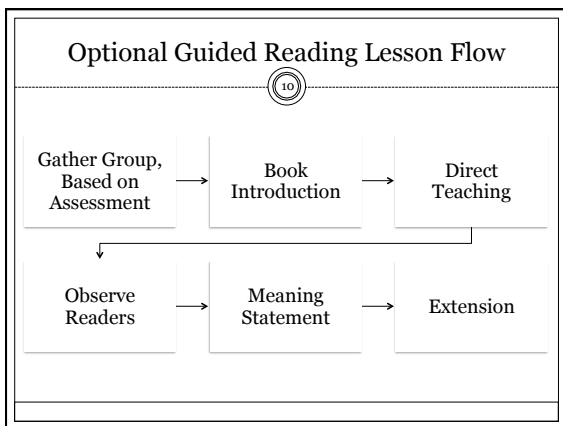 Optional Guided Reading Lesson Flow
10
Gather Group,
Based on
Assessment
Book
Introduction
Direct
Teaching
Observe
Readers
Meaning
Statement
Extension